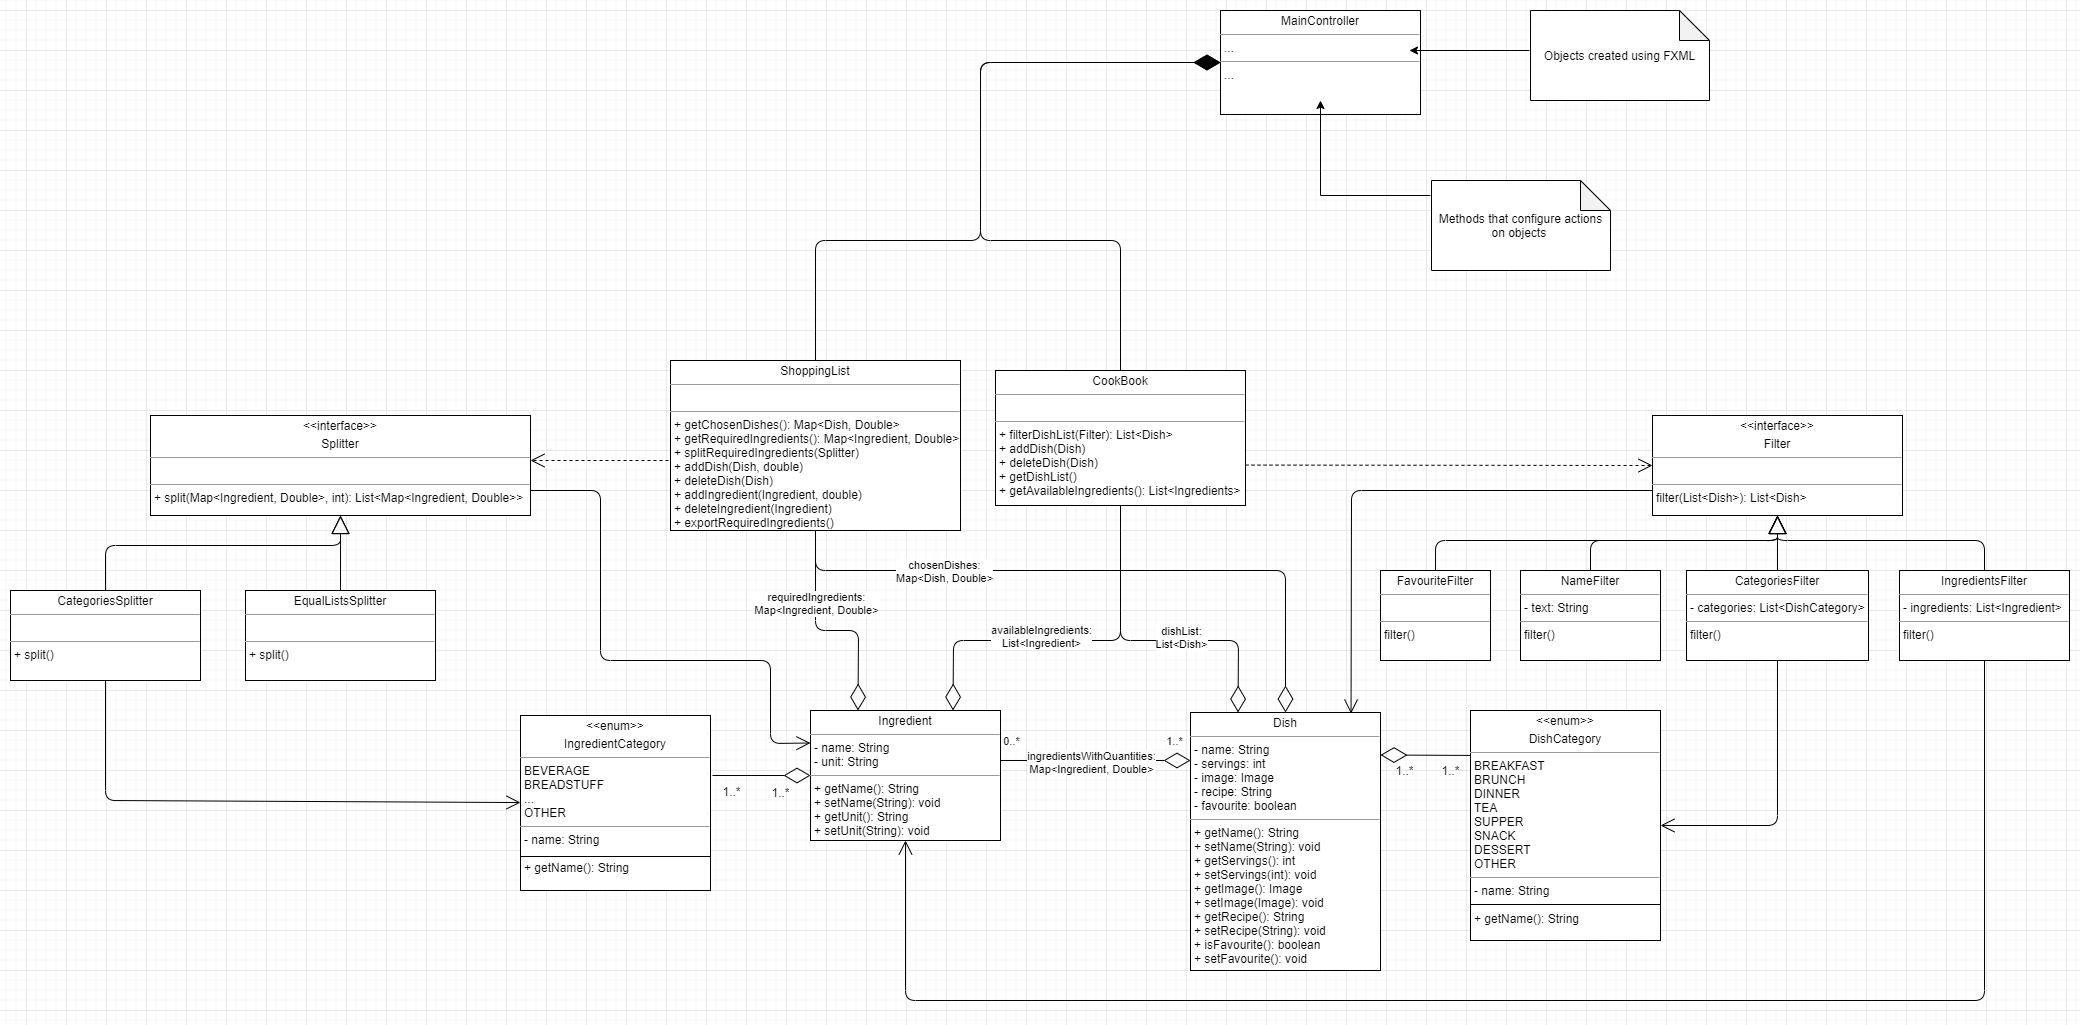 MainController
...
...
Objects created using FXML
Methods that configure actions
on objects
ShoppingList
+ getChosenDishes(): Map<Dish, Double>
+ getRequiredIngredients(): Map<Ingredient, Double>
+ splitRequiredIngredients(Splitter)
+ addDish(Dish, double)
+ deleteDish(Dish)
+ addIngredient(Ingredient, double)
+ deleteIngredient(Ingredient)
+ exportRequiredIngredients()
CookBook
+ filterDishList(Filter): List<Dish>
+ addDish(Dish)
+ deleteDish(Dish)
+ getDishList()
+ getAvailableIngredients(): List<Ingredients>
<<interface>>
Splitter
+ split(Map<Ingredient, Double>, int): List<Map<Ingredient, Double>>
<<interface>>
Filter
filter(List<Dish>): List<Dish>
CategoriesSplitter
+ split()
EqualListsSplitter
+ split()
chosenDishes:
Map<Dish, Double>
requiredIngredients:
Map<Ingredient, Double>
availableIngredients:
List<Ingredient>
dishList:
List<Dish>
FavouriteFilter
filter()
NameFilter
- text: String
filter()
CategoriesFilter
- categories: List<DishCategory>
filter()
IngredientsFilter
- ingredients: List<Ingredient>
filter()
<<enum>>
IngredientCategory
BEVERAGE
BREADSTUFF
...
OTHER
- name: String
+ getName(): String
1..*
1..*
Ingredient
- name: String
- unit: String
+ getName(): String
+ setName(String): void
+ getUnit(): String
+ setUnit(String): void
0..*
1..*
ingredientsWithQuantities:
Map<Ingredient, Double>
Dish
- name: String
- servings: int
- image: Image
- recipe: String
- favourite: boolean
+ getName(): String
+ setName(String): void
+ getServings(): int
+ setServings(int): void
+ getImage(): Image
+ setImage(Image): void
+ getRecipe(): String
+ setRecipe(String): void
+ isFavourite(): boolean
+ setFavourite(): void
1..*
1..*
<<enum>>
DishCategory
BREAKFAST
BRUNCH
DINNER
TEA
SUPPER
SNACK
DESSERT
OTHER
- name: String
+ getName(): String